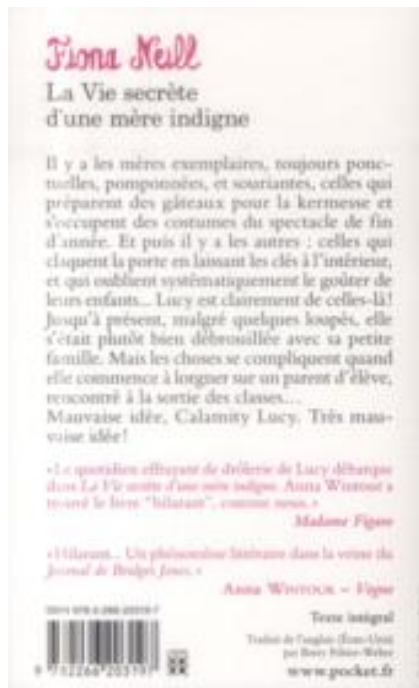 Fiona Neill
La Vie secrète
d'une mère indigne
Il y a les mères exemplaires, toujours ponc-
tuelles, pomponnées, et souriantes, celles qui
préparent des gâteaux pour la kermesse et
s'occupent des costumes du spectacle de fin
d'année. Et puis il y a les autres : celles qui
claquent la porte en laissant les clés à l'intérieur,
et qui oublient systématiquement le goûter de
leurs enfants... Lucy est clairement de celles-là !
Jusqu'à présent, malgré quelques loupés, elle
s'était plutôt bien débrouillée avec sa petite
famille. Mais les choses se compliquent quand
elle commence à lorgner sur un parent d'élève,
rencontré à la sortie des classes...
Mauvaise idée, Calamity Lucy. Très mau-
vaise idée !
« Le quotidien effrayant de drôlerie de Lucy débarque
dans La Vie secrète d'une mère indigne. Anna Wintour a
trouvé le livre "hilarant", comme nous. »
Madame Figaro
« Hilarant... Un phénomène littéraire dans la veine du
Journal de Bridget Jones. »
Anna Wintour – Vogue
Texte intégral
Traduit de l'anglais (États-Unis)
par
www.pocket.fr